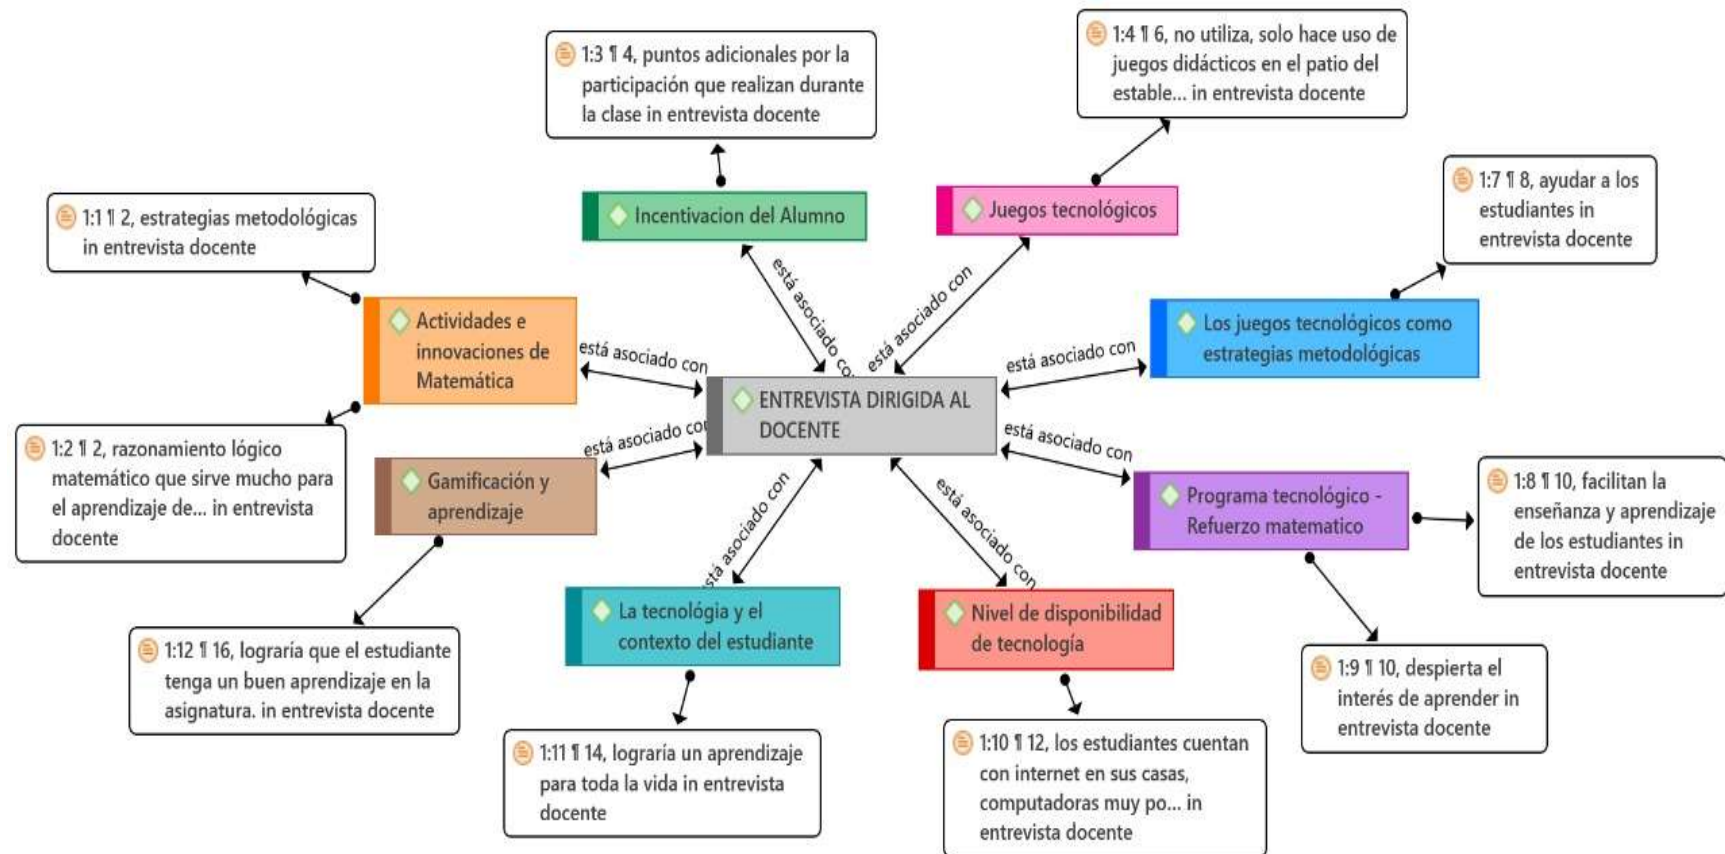 1:4 ¶ 6, no utiliza, solo hace uso de
juegos didácticos en el patio del
estable... in entrevista docente
1:3 ¶ 4, puntos adicionales por la
participación que realizan durante
la clase in entrevista docente
1:7 ¶ 8, ayudar a los
estudiantes in
entrevista docente
1:1 ¶ 2, estrategias metodológicas
in entrevista docente
Incentivacion del Alumno
Juegos tecnológicos
Actividades e
innovaciones de
Matemática
Los juegos tecnológicos como
estrategias metodológicas
está asociado con
está asociado con
está asociado con
está asociado con
ENTREVISTA DIRIGIDA AL
DOCENTE
1:2 ¶ 2, razonamiento lógico
matemático que sirve mucho para
el aprendizaje de... in entrevista
docente
está asociado con
está asociado con
Gamificación y
aprendizaje
Programa tecnológico -
Refuerzo matematico
1:8 ¶ 10, facilitan la
enseñanza y aprendizaje
de los estudiantes in
entrevista docente
está asociado con
está asociado con
La tecnológia y el
contexto del estudiante
Nivel de disponibilidad
de tecnología
1:12 ¶ 16, lograría que el estudiante
tenga un buen aprendizaje en la
asignatura. in entrevista docente
1:9 ¶ 10, despierta el
interés de aprender in
entrevista docente
1:11 ¶ 14, lograría un aprendizaje
para toda la vida in entrevista
docente
1:10 ¶ 12, los estudiantes cuentan
con internet en sus casas,
computadoras muy po... in
entrevista docente